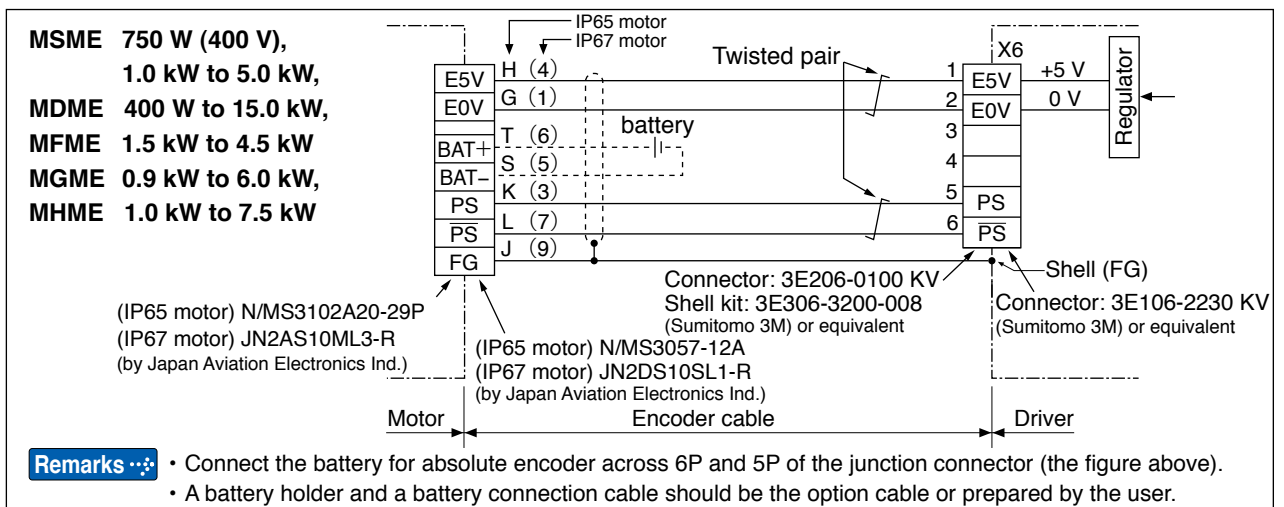 MSME 750 W (400 V),
1.0 kW to 5.0 kW,
MDME 400 W to 15.0 kW,
MFME 1.5 kW to 4.5 kW
MGME 0.9 kW to 6.0 kW,
MHME 1.0 kW to 7.5 kW
IP65 motor
IP67 motor
Twisted pair
X6
E5V H (4) 1 E5V +5 V
E0V G (1) 2 E0V 0 V
Regulator
T (6) battery 3
BAT+
S (5) 4
BAT−
K (3) 5
PS PS
L (7) 6
P̅S̅ P̅S̅
J (9)
FG
Shell (FG)
Connector: 3E206-0100 KV
Shell kit: 3E306-3200-008
(Sumitomo 3M) or equivalent
Connector: 3E106-2230 KV
(Sumitomo 3M) or equivalent
(IP65 motor) N/MS3102A20-29P
(IP67 motor) JN2AS10ML3-R
(by Japan Aviation Electronics Ind.)
(IP65 motor) N/MS3057-12A
(IP67 motor) JN2DS10SL1-R
(by Japan Aviation Electronics Ind.)
Motor Encoder cable Driver
Remarks
• Connect the battery for absolute encoder across 6P and 5P of the junction connector (the figure above).
• A battery holder and a battery connection cable should be the option cable or prepared by the user.